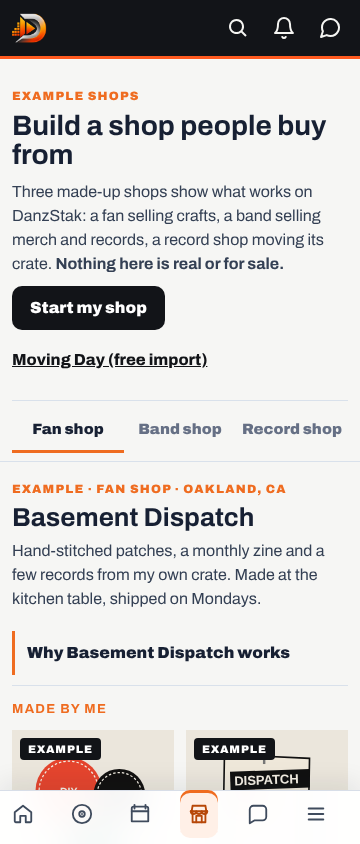 EXAMPLE SHOPS
Build a shop people buy
from
Three made-up shops show what works on
DanzStak: a fan selling crafts, a band selling
merch and records, a record shop moving its
crate. Nothing here is real or for sale.
Start my shop
Moving Day (free import)
Fan shop Band shop Record shop
EXAMPLE · FAN SHOP · OAKLAND, CA
Basement Dispatch
Hand-stitched patches, a monthly zine and a
few records from my own crate. Made at the
kitchen table, shipped on Mondays.
Why Basement Dispatch works
MADE BY ME
EXAMPLE EXAMPLE
DISPATCH